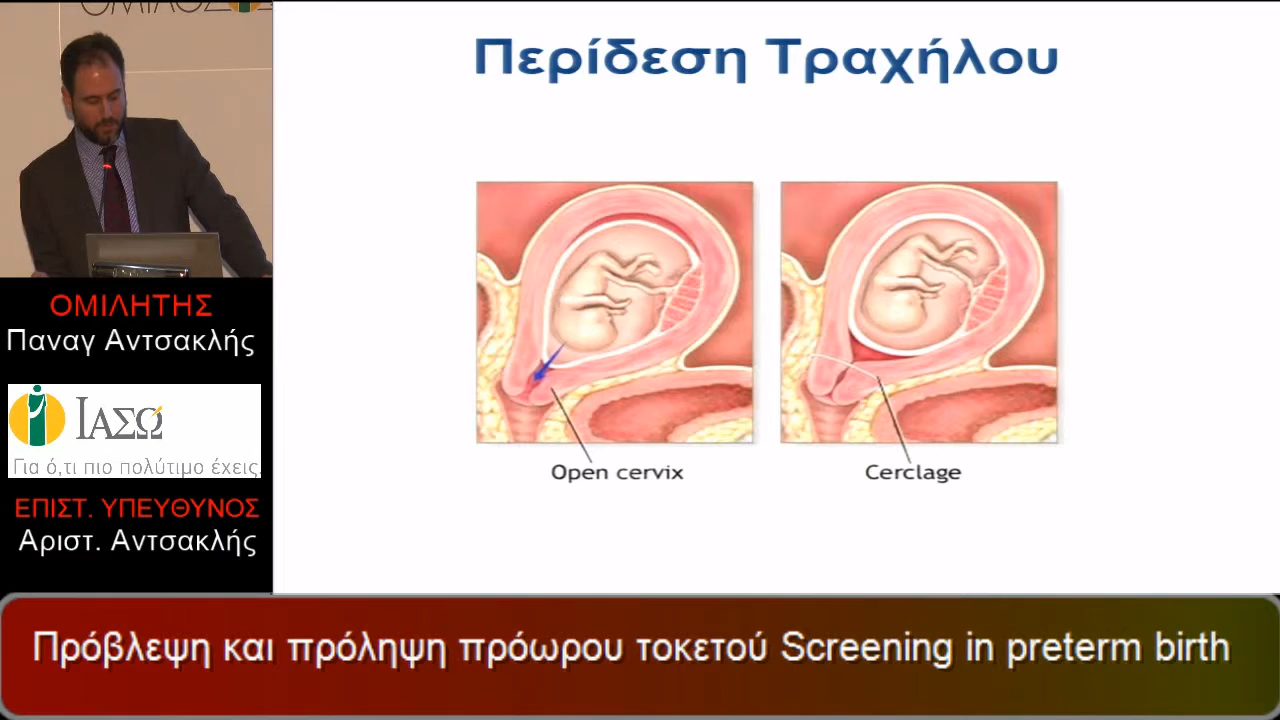 ΟΜΙΛΟΣ
Περίδεση Τραχήλου
Open cervix
Cerclage
ΟΜΙΛΗΤΗΣ
Παναγ Αντσακλής
ΙΑΣΩ
Για ό,τι πιο πολύτιμο έχεις.
ΕΠΙΣΤ. ΥΠΕΥΘΥΝΟΣ
Αριστ. Αντσακλής
Πρόβλεψη και πρόληψη πρόωρου τοκετού Screening in preterm birth